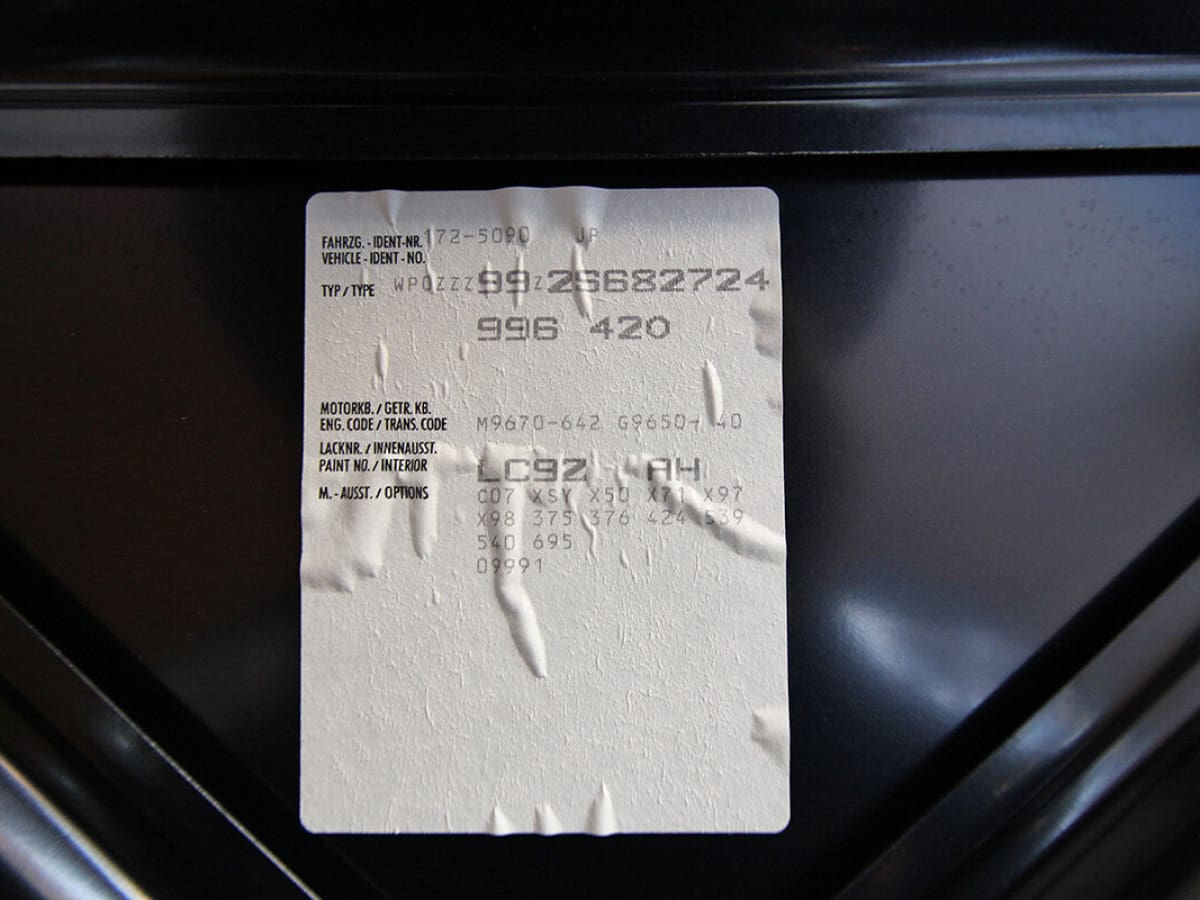 FAHRZG. - IDENT-NR. 172-5090 JP
VEHICLE - IDENT - NO.
TYP / TYPE WP0ZZZ99Z2S682724
996 420
MOTORKB. / GETR. KB.
ENG. CODE / TRANS. CODE M9670-642 G9650- 40
LACKNR. / INNENAUSST.
PAINT NO. / INTERIOR LC9Z AH
M. - AUSST. / OPTIONS C07 XSY X50 X71 X97
X98 375 376 424 539
540 695
09991